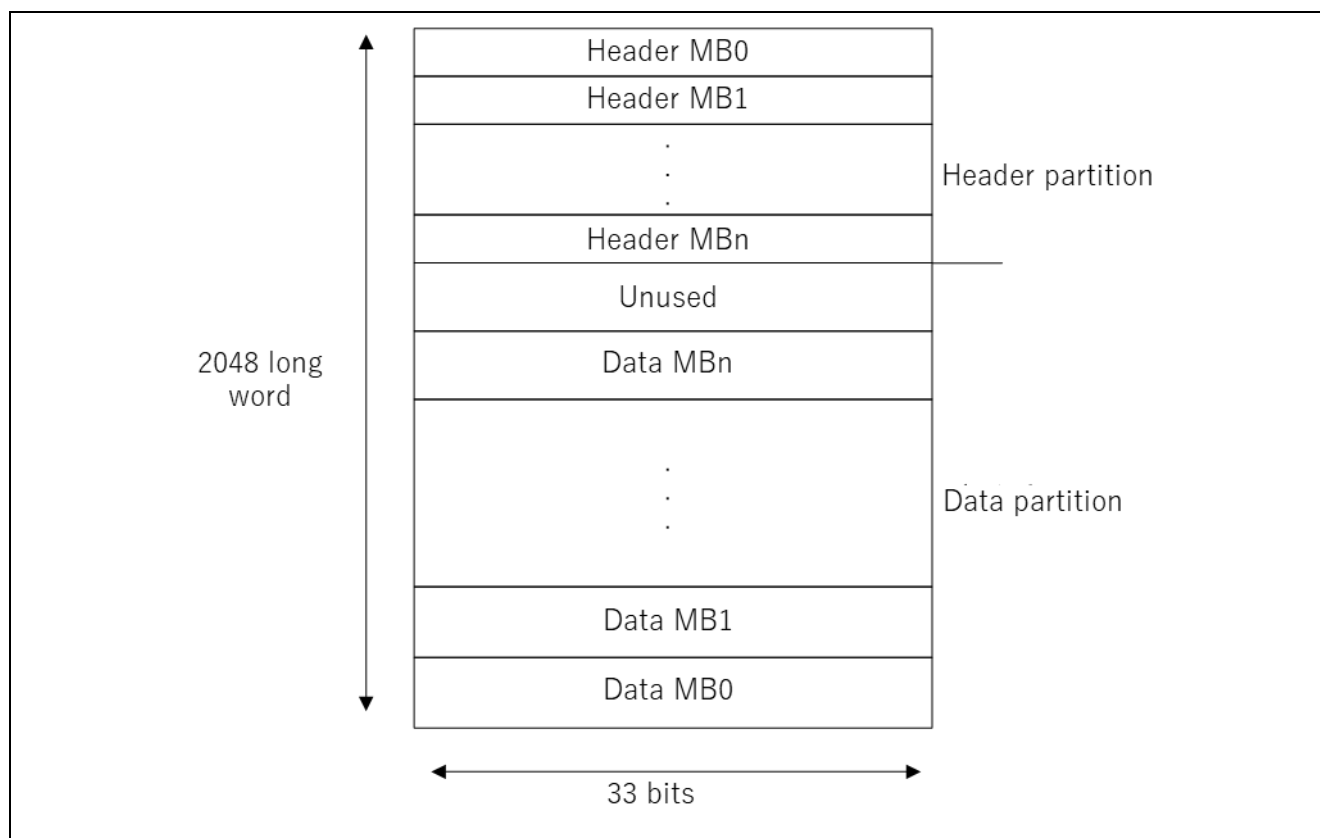 Header MB0
Header MB1
.
.
.
Header partition
Header MBn
Unused
2048 long
word
Data MBn
.
.
.
Data partition
Data MB1
Data MB0
33 bits